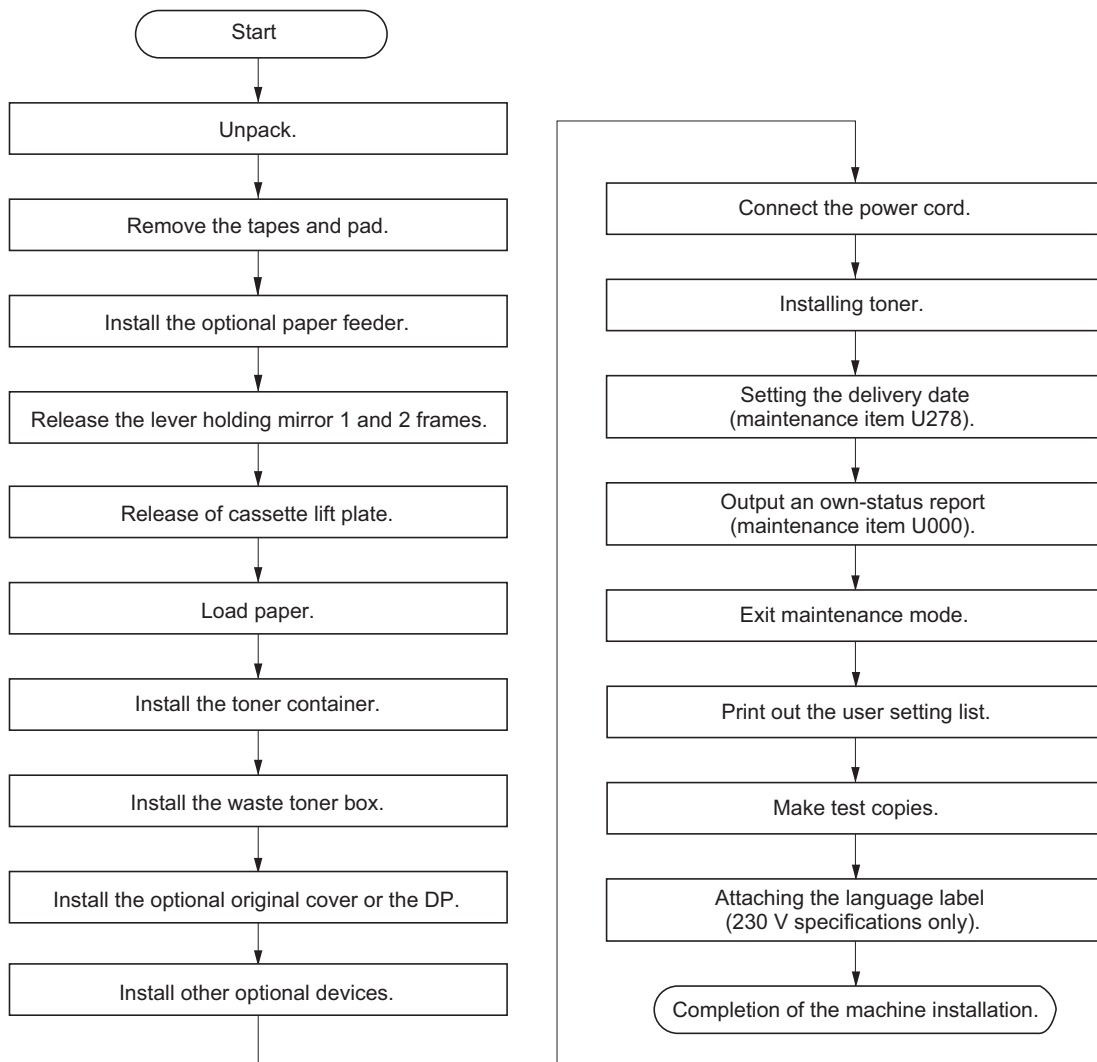 Start
Unpack.
Remove the tapes and pad.
Install the optional paper feeder.
Release the lever holding mirror 1 and 2 frames.
Release of cassette lift plate.
Load paper.
Install the toner container.
Install the waste toner box.
Install the optional original cover or the DP.
Install other optional devices.
Connect the power cord.
Installing toner.
Setting the delivery date
(maintenance item U278).
Output an own-status report
(maintenance item U000).
Exit maintenance mode.
Print out the user setting list.
Make test copies.
Attaching the language label
(230 V specifications only).
Completion of the machine installation.